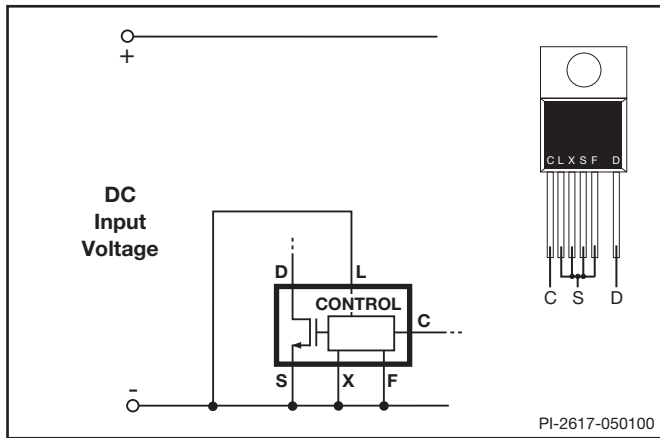 +
DC
Input
Voltage
D
L
CONTROL
C
S
X
F
-
C L X S F D
C S D
PI-2617-050100